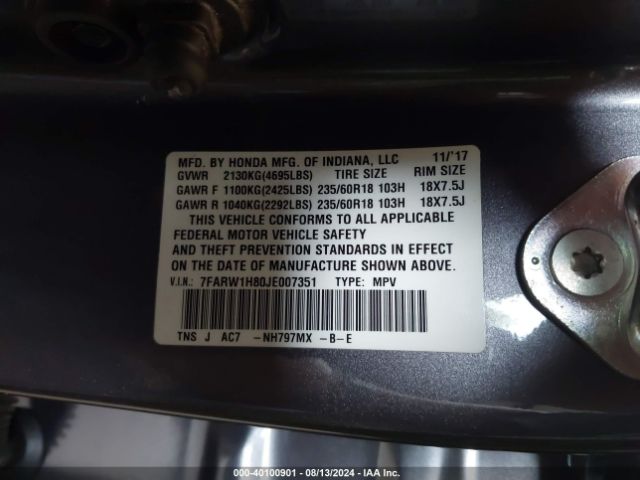 MFD. BY HONDA MFG. OF INDIANA, LLC 11/'17
GVWR 2130KG(4695LBS) TIRE SIZE RIM SIZE
GAWR F 1100KG(2425LBS) 235/60R18 103H 18X7.5J
GAWR R 1040KG(2292LBS) 235/60R18 103H 18X7.5J
THIS VEHICLE CONFORMS TO ALL APPLICABLE
FEDERAL MOTOR VEHICLE SAFETY
AND THEFT PREVENTION STANDARDS IN EFFECT
ON THE DATE OF MANUFACTURE SHOWN ABOVE.
V.I.N.: 7FARW1H80JE007351 TYPE: MPV
TNS J AC7 -NH797MX -B-E
000-40100901 - 08/13/2024 - IAA Inc.